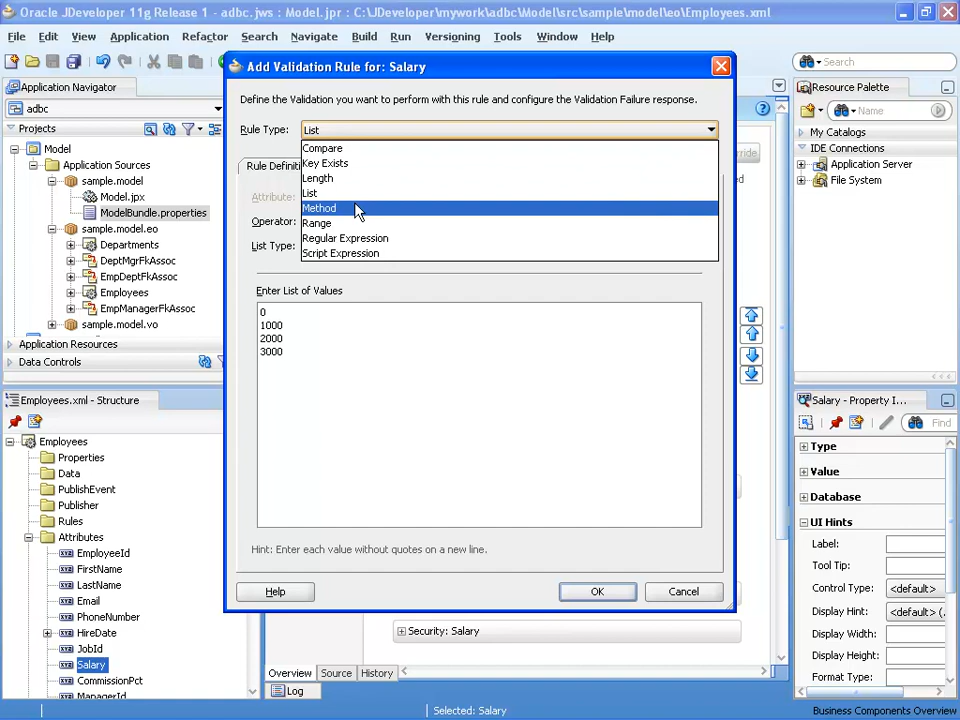 Oracle JDeveloper 11g Release 1 - adbc.jws : Model.jpr : C:\JDeveloper\mywork\adbc\Model\src\sample\model\eo\Employees.xml
File Edit View Application Refactor Search Navigate Build Run Versioning Tools Window Help
Search
Application Navigator
adbc
Projects
Model
Application Sources
sample.model
Model.jpx
ModelBundle.properties
sample.model.eo
Departments
DeptMgrFkAssoc
EmpDeptFkAssoc
Employees
EmpManagerFkAssoc
sample.model.vo
Application Resources
Data Controls
Employees.xml - Structure
Employees
Properties
Data
PublishEvent
Publisher
Rules
Attributes
EmployeeId
FirstName
LastName
Email
PhoneNumber
HireDate
JobId
Salary
CommissionPct
ManagerId
Add Validation Rule for: Salary
Define the Validation you want to perform with this rule and configure the Validation Failure response.
Rule Type: List
Compare
Key Exists
Length
List
Method
Range
Regular Expression
Script Expression
Rule Definiti
Attribute:
Operator:
List Type:
Enter List of Values
0
1000
2000
3000
Hint: Enter each value without quotes on a new line.
Help OK Cancel
Security: Salary
Overview Source History
Log
Resource Palette
Name
My Catalogs
IDE Connections
Application Server
File System
Salary - Property I...
Find
Type
Value
Database
UI Hints
Label:
Tool Tip:
Control Type: <default>
Display Hint: <default> (.
Display Width:
Display Height:
Format Type:
Selected: Salary
Business Components Overview